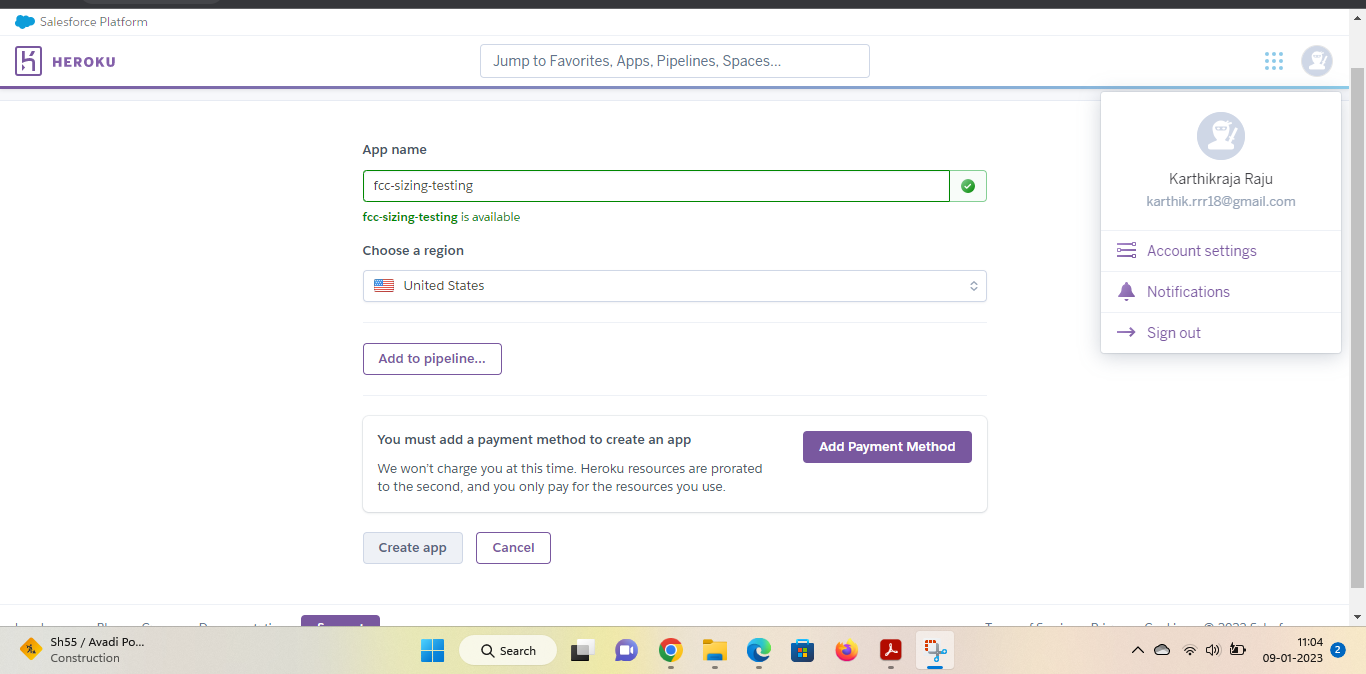 Salesforce Platform
HEROKU
Jump to Favorites, Apps, Pipelines, Spaces...
Karthikraja Raju
karthik.rrr18@gmail.com
Account settings
Notifications
Sign out
App name
fcc-sizing-testing
fcc-sizing-testing is available
Choose a region
United States
Add to pipeline...
You must add a payment method to create an app
We won't charge you at this time. Heroku resources are prorated
to the second, and you only pay for the resources you use.
Add Payment Method
Create app
Cancel
Sh55 / Avadi Po...
Construction
Search
11:04
09-01-2023
2